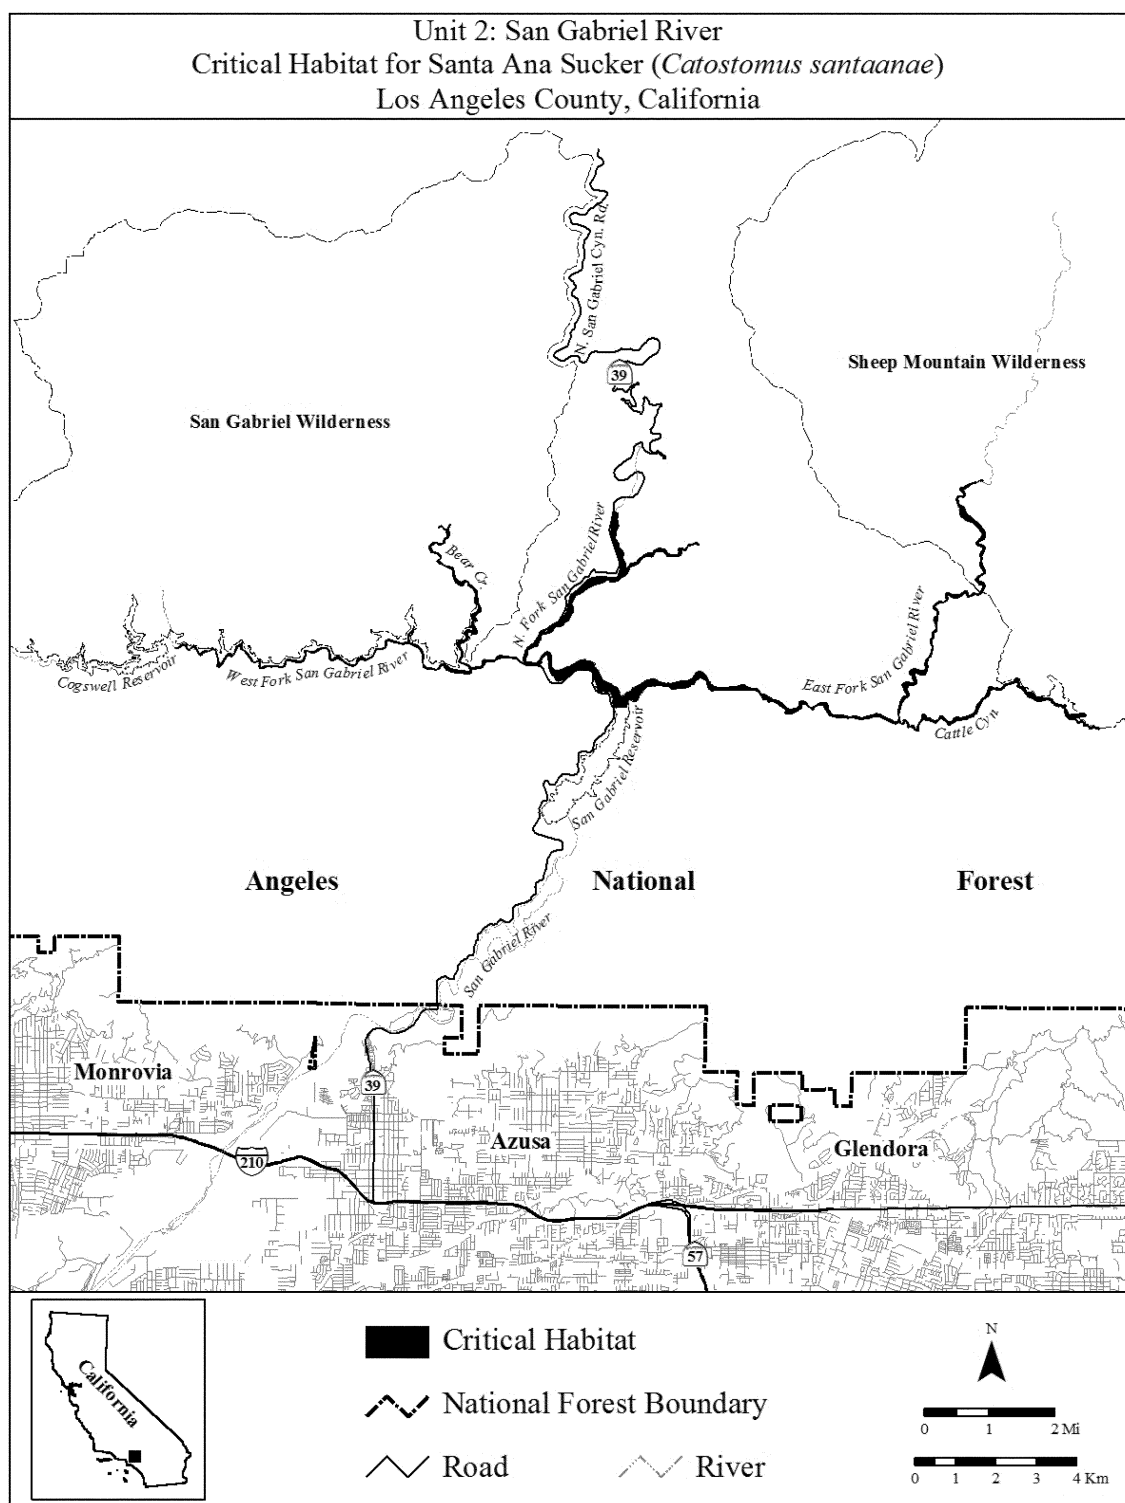 Unit 2: San Gabriel River
Critical Habitat for Santa Ana Sucker (Catostomus santaanae)
Los Angeles County, California
N. San Gabriel Cyn. Rd.
39
Sheep Mountain Wilderness
San Gabriel Wilderness
Bear Cr.
N. Fork San Gabriel River
East Fork San Gabriel River
Cogswell Reservoir
West Fork San Gabriel River
Cattle Cyn.
San Gabriel Reservoir
Angeles National Forest
San Gabriel River
Monrovia
39
Azusa
Glendora
210
57
California
Critical Habitat
National Forest Boundary
Road
River
N
0 1 2 Mi
0 1 2 3 4 Km